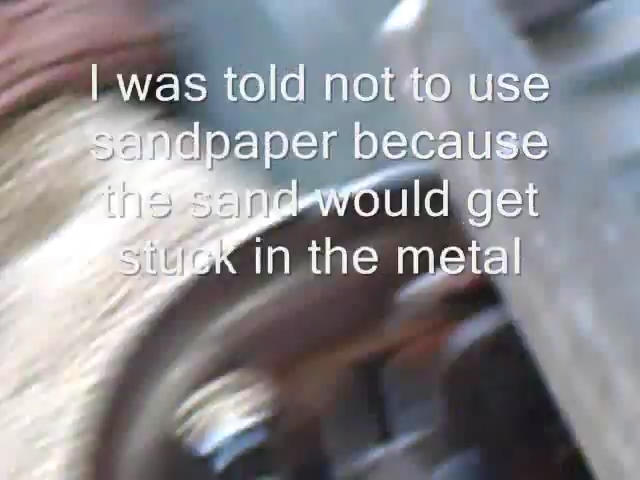 I was told not to use
sandpaper because
the sand would get
stuck in the metal